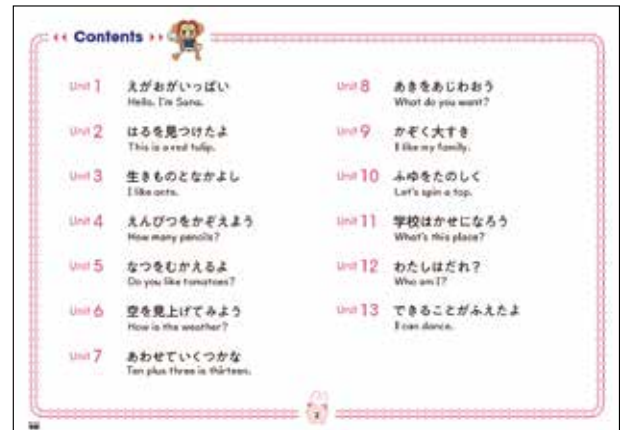 Contents
Unit 1 えがおがいっぱい
Hello. I'm Sana.
Unit 2 はるを見つけたよ
This is a red tulip.
Unit 3 生きものとなかよし
I like ants.
Unit 4 えんぴつをかぞえよう
How many pencils?
Unit 5 なつをむかえるよ
Do you like tomatoes?
Unit 6 空を見上げてみよう
How is the weather?
Unit 7 あわせていくつかな
Ten plus three is thirteen.
Unit 8 あきをあじわおう
What do you want?
Unit 9 かぞく大すき
I like my family.
Unit 10 ふゆをたのしく
Let's spin a top.
Unit 11 学校はかせになろう
What's this place?
Unit 12 わたしはだれ？
Who am I?
Unit 13 できることがふえたよ
I can dance.
2